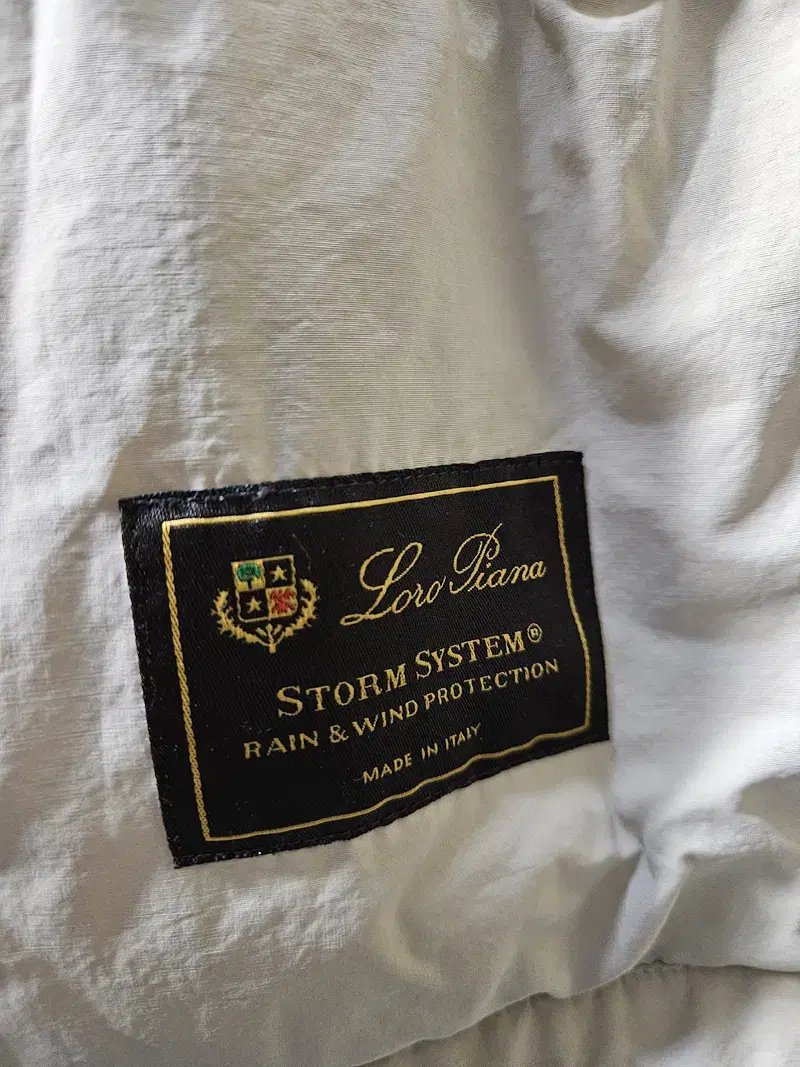 Loro Piana
STORM SYSTEM®
RAIN & WIND PROTECTION
MADE IN ITALY